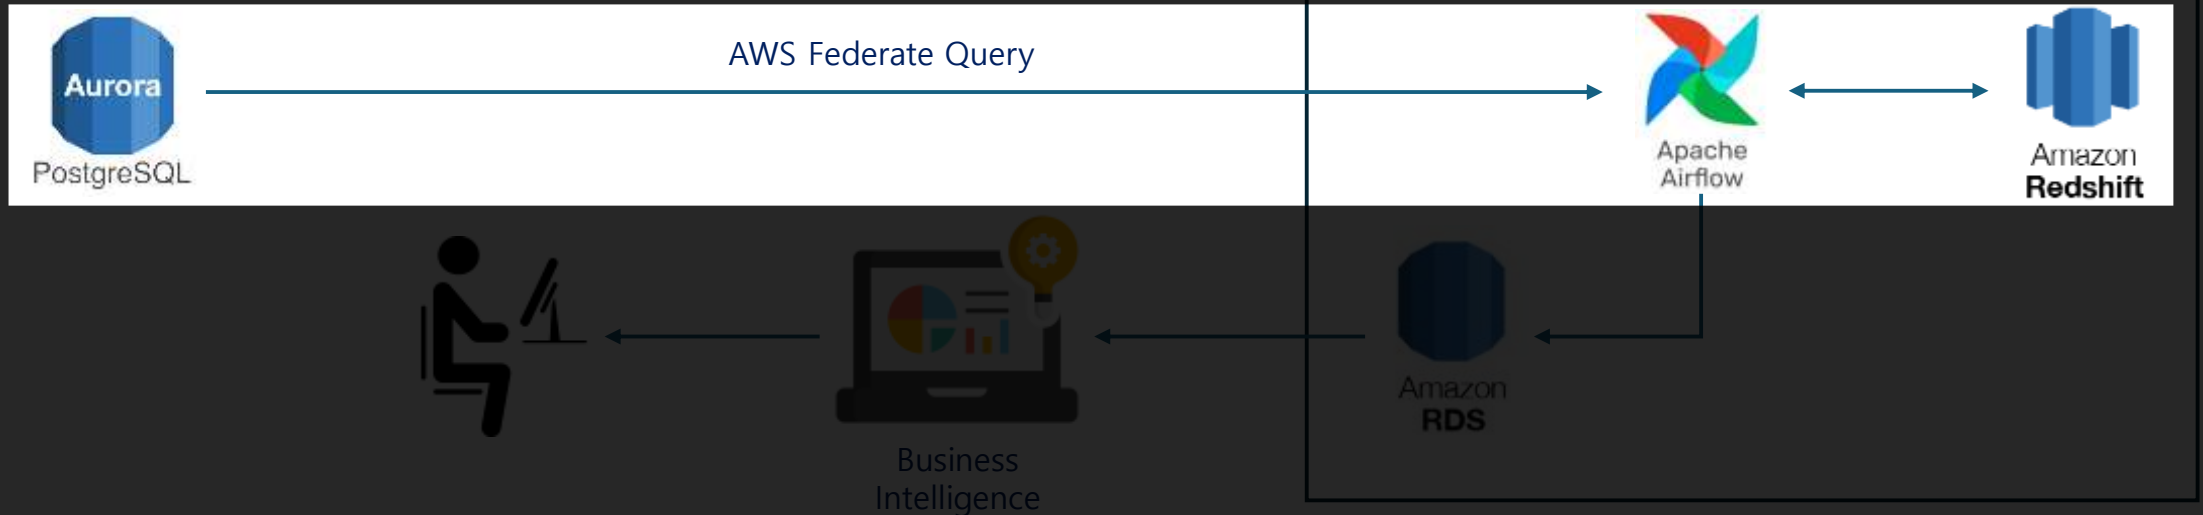 AWS Federate Query
Aurora
PostgreSQL
Apache
Airflow
Amazon
Redshift
Amazon
RDS
Business
Intelligence